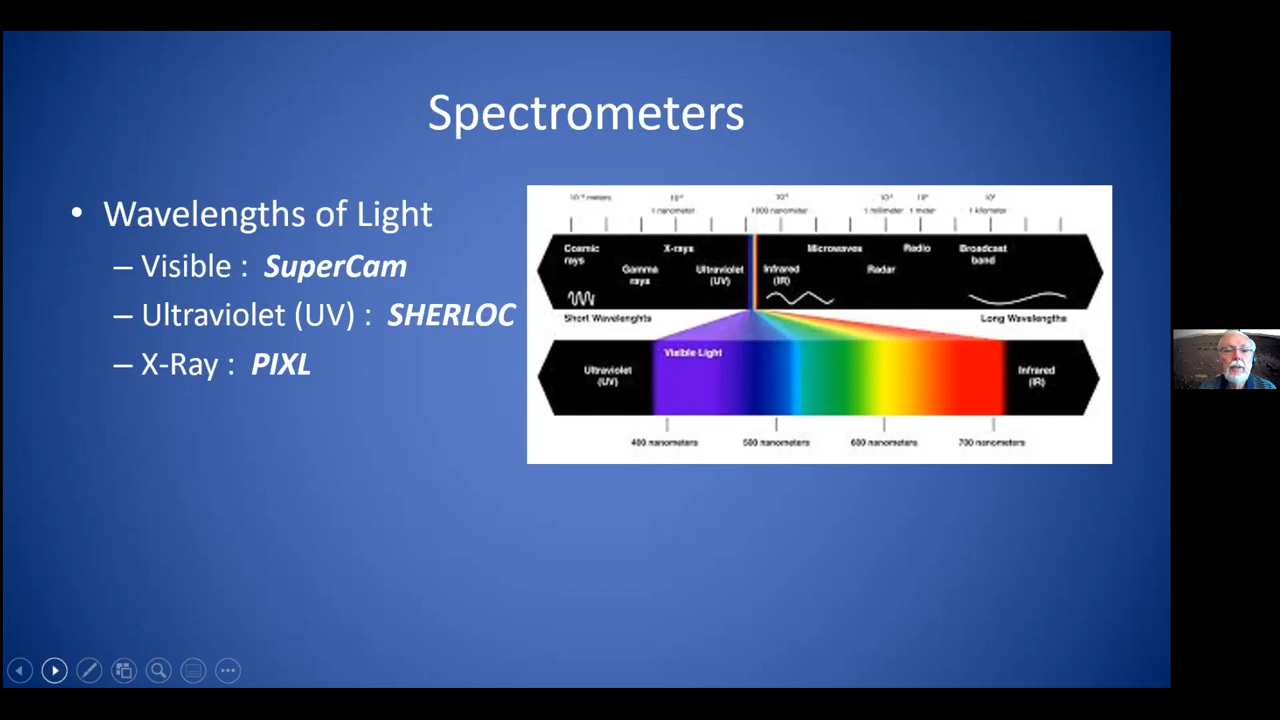 Spectrometers
• Wavelengths of Light
– Visible : SuperCam
– Ultraviolet (UV) : SHERLOC
– X-Ray : PIXL
1 nanometer 1000 nanometer 1 millimeter 1 meter 1 kilometer
Cosmic rays X-rays Microwaves Radio Broadcast band
Gamma rays Ultraviolet (UV) Infrared (IR) Radar
Short Wavelenghts Long Wavelengths
Visible Light
Ultraviolet (UV) Infrared (IR)
400 nanometers 500 nanometers 600 nanometers 700 nanometers